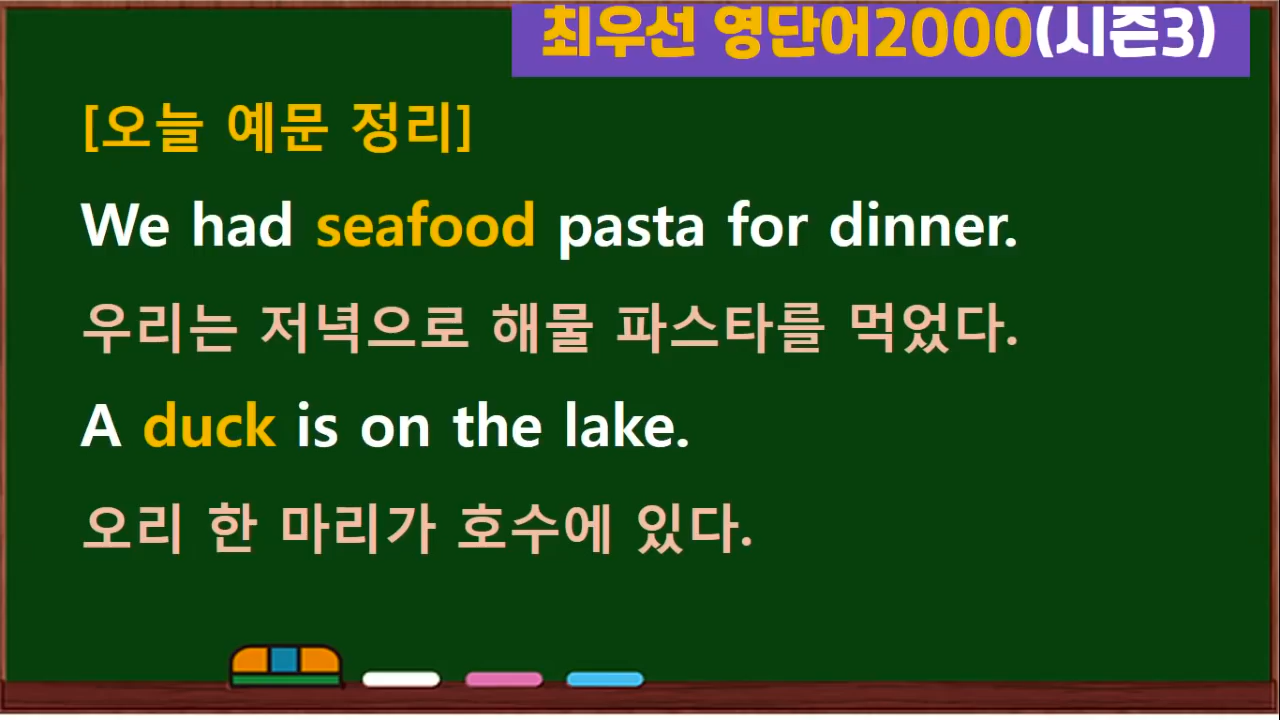 최우선 영단어2000(시즌3)
[오늘 예문 정리]
We had seafood pasta for dinner.
우리는 저녁으로 해물 파스타를 먹었다.
A duck is on the lake.
오리 한 마리가 호수에 있다.